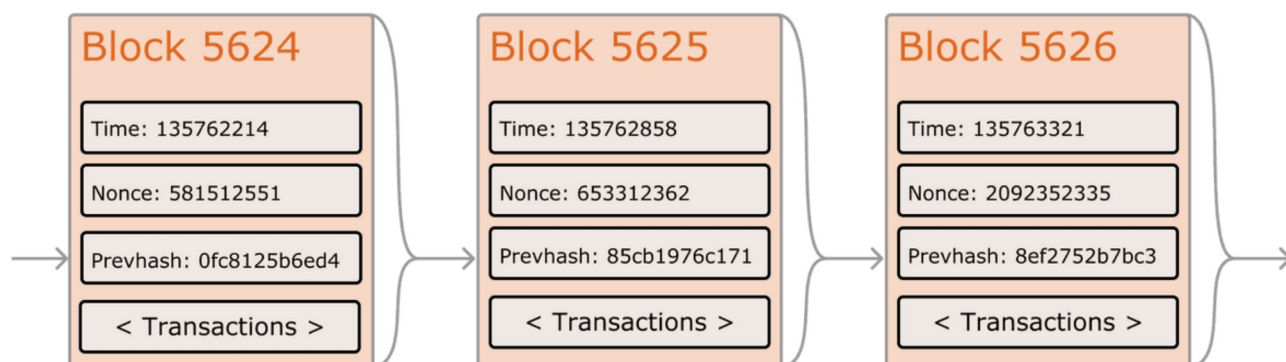 Block 5624
Time: 135762214
Nonce: 581512551
Prevhash: 0fc8125b6ed4
< Transactions >
Block 5625
Time: 135762858
Nonce: 653312362
Prevhash: 85cb1976c171
< Transactions >
Block 5626
Time: 135763321
Nonce: 2092352335
Prevhash: 8ef2752b7bc3
< Transactions >